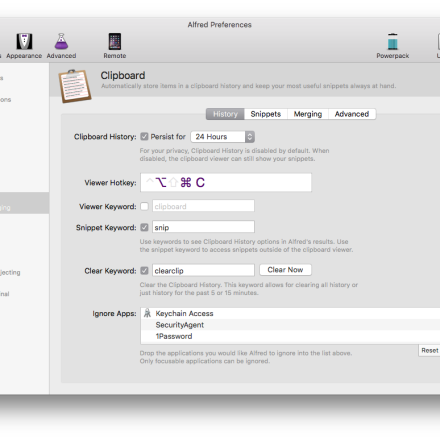 Alfred Preferences
Appearance
Advanced
Remote
Powerpack
Clipboard
Automatically store items in a clipboard history and keep your most useful snippets always at hand.
History
Snippets
Merging
Advanced
Clipboard History: Persist for 24 Hours
For your privacy, Clipboard History is disabled by default. When
disabled, the clipboard viewer can still show your snippets.
Viewer Hotkey: ^⌥⇧⌘ C
Viewer Keyword: clipboard
Snippet Keyword: snip
Use keywords to see Clipboard History options in Alfred's results. Use
the snippet keyword to access snippets outside of the clipboard viewer.
Clear Keyword: clearclip Clear Now
Clear the Clipboard History. This keyword allows for clearing all history or
just history for the past 5 or 15 minutes.
Ignore Apps: Keychain Access
SecurityAgent
1Password
Drop the applications you would like Alfred to ignore into the list above.
Only focusable applications can be ignored.
Reset